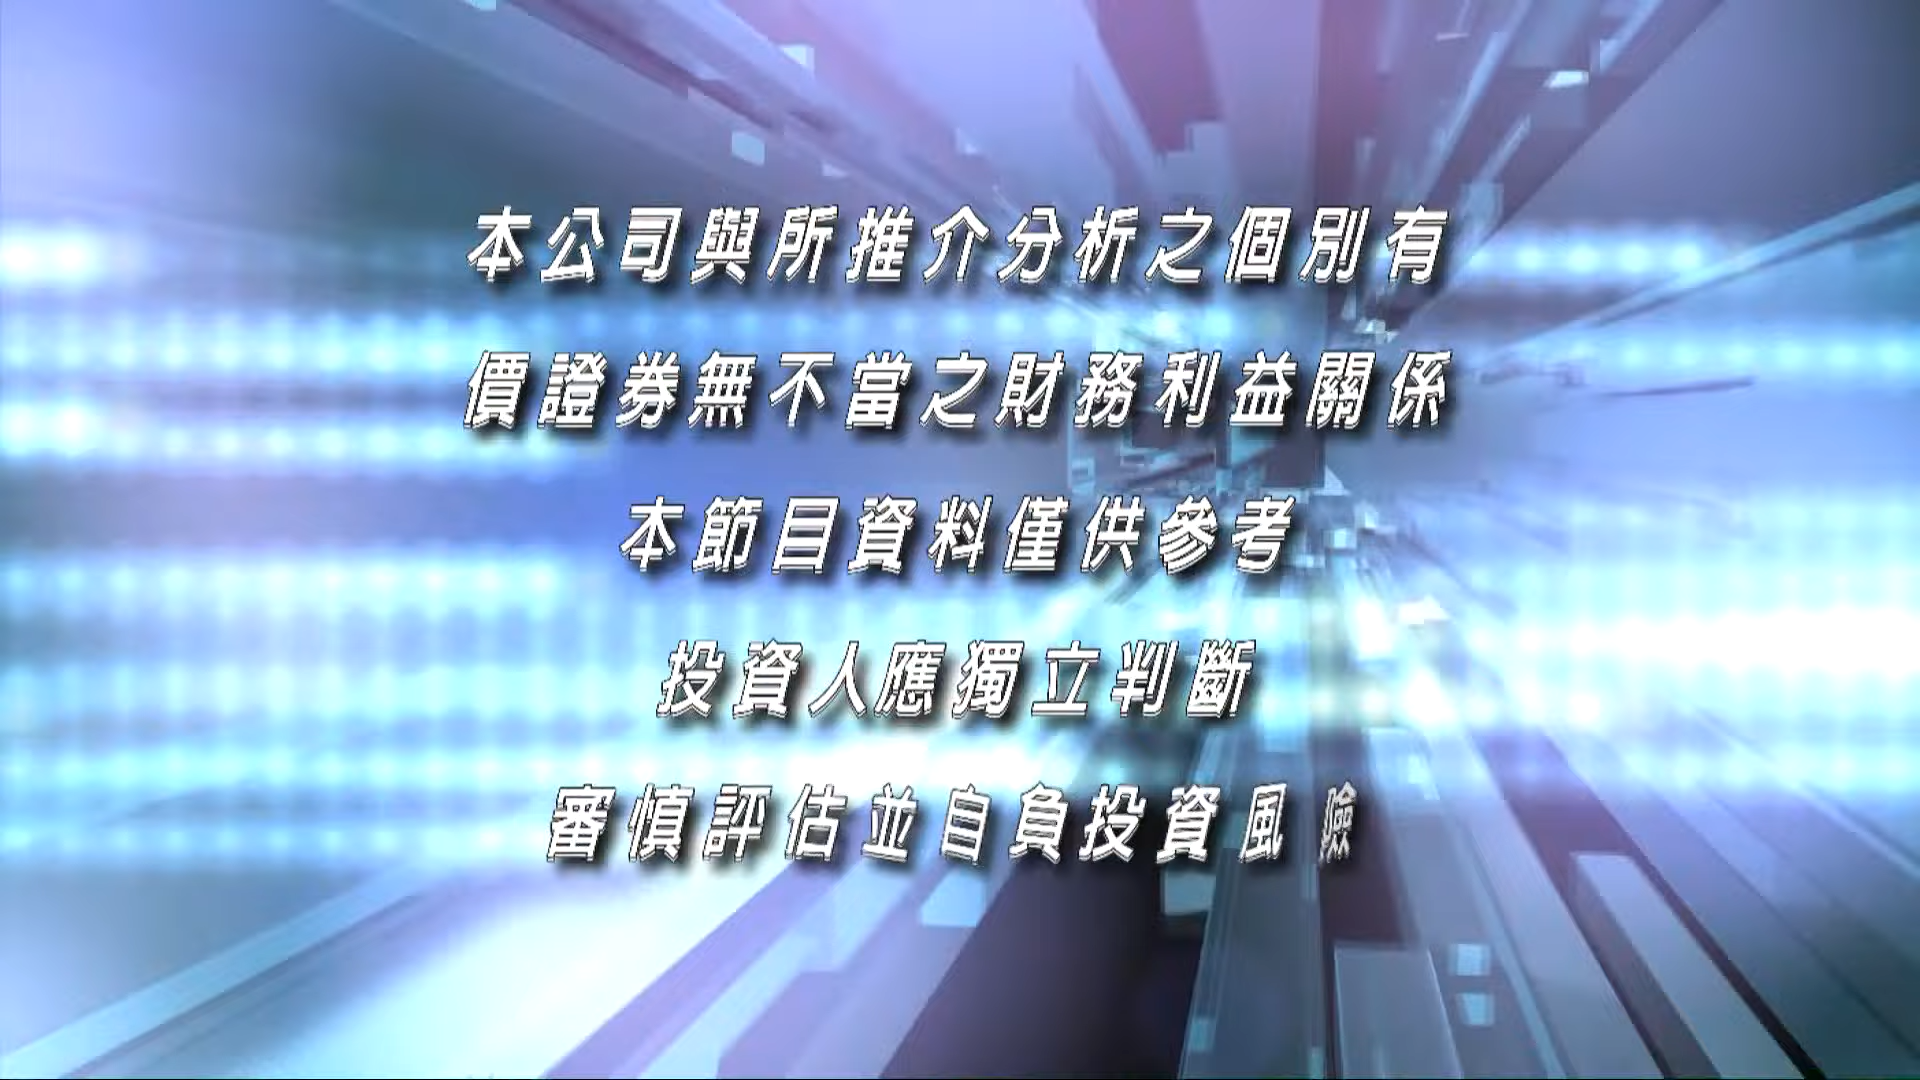 本公司與所推介分析之個別有
價證券無不當之財務利益關係
本節目資料僅供參考
投資人應獨立判斷
審慎評估並自負投資風險